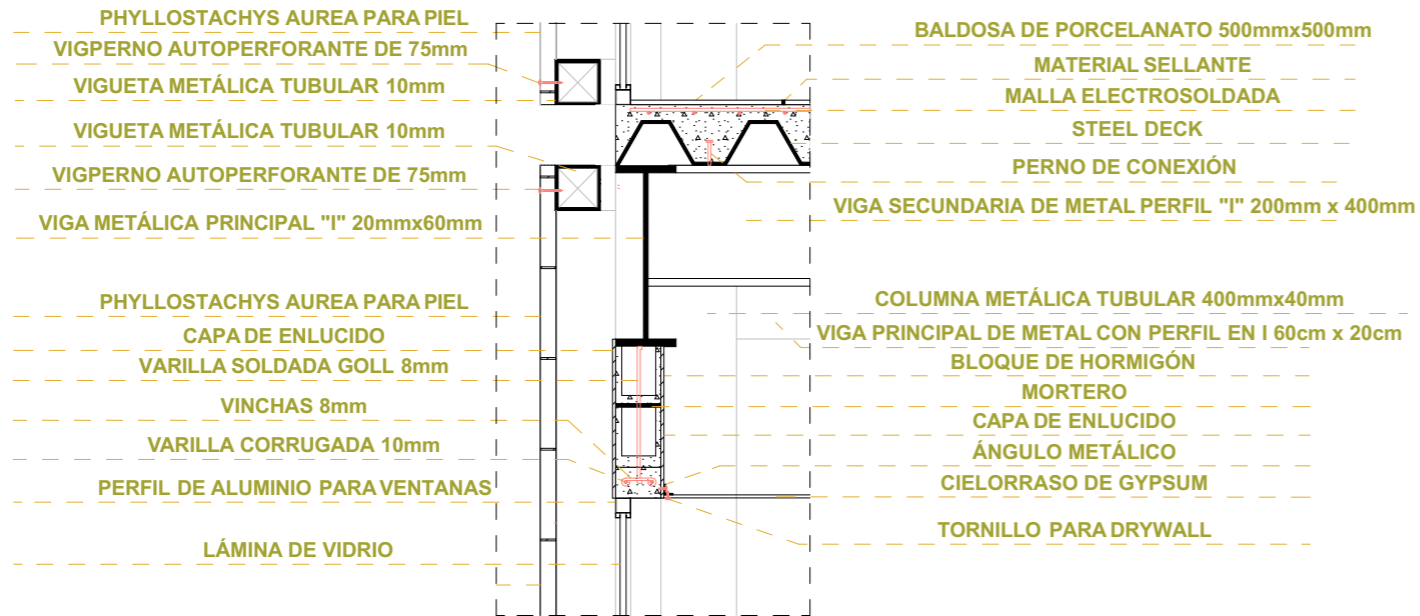 PHYLLOSTACHYS AUREA PARA PIEL
VIGPERNO AUTOPERFORANTE DE 75mm
VIGUETA METÁLICA TUBULAR 10mm
VIGUETA METÁLICA TUBULAR 10mm
VIGPERNO AUTOPERFORANTE DE 75mm
VIGA METÁLICA PRINCIPAL "I" 20mmx60mm
PHYLLOSTACHYS AUREA PARA PIEL
CAPA DE ENLUCIDO
VARILLA SOLDADA GOLL 8mm
VINCHAS 8mm
VARILLA CORRUGADA 10mm
PERFIL DE ALUMINIO PARA VENTANAS
LÁMINA DE VIDRIO
BALDOSA DE PORCELANATO 500mmx500mm
MATERIAL SELLANTE
MALLA ELECTROSOLDADA
STEEL DECK
PERNO DE CONEXIÓN
VIGA SECUNDARIA DE METAL PERFIL "I" 200mm x 400mm
COLUMNA METÁLICA TUBULAR 400mmx40mm
VIGA PRINCIPAL DE METAL CON PERFIL EN I 60cm x 20cm
BLOQUE DE HORMIGÓN
MORTERO
CAPA DE ENLUCIDO
ÁNGULO METÁLICO
CIELORRASO DE GYPSUM
TORNILLO PARA DRYWALL